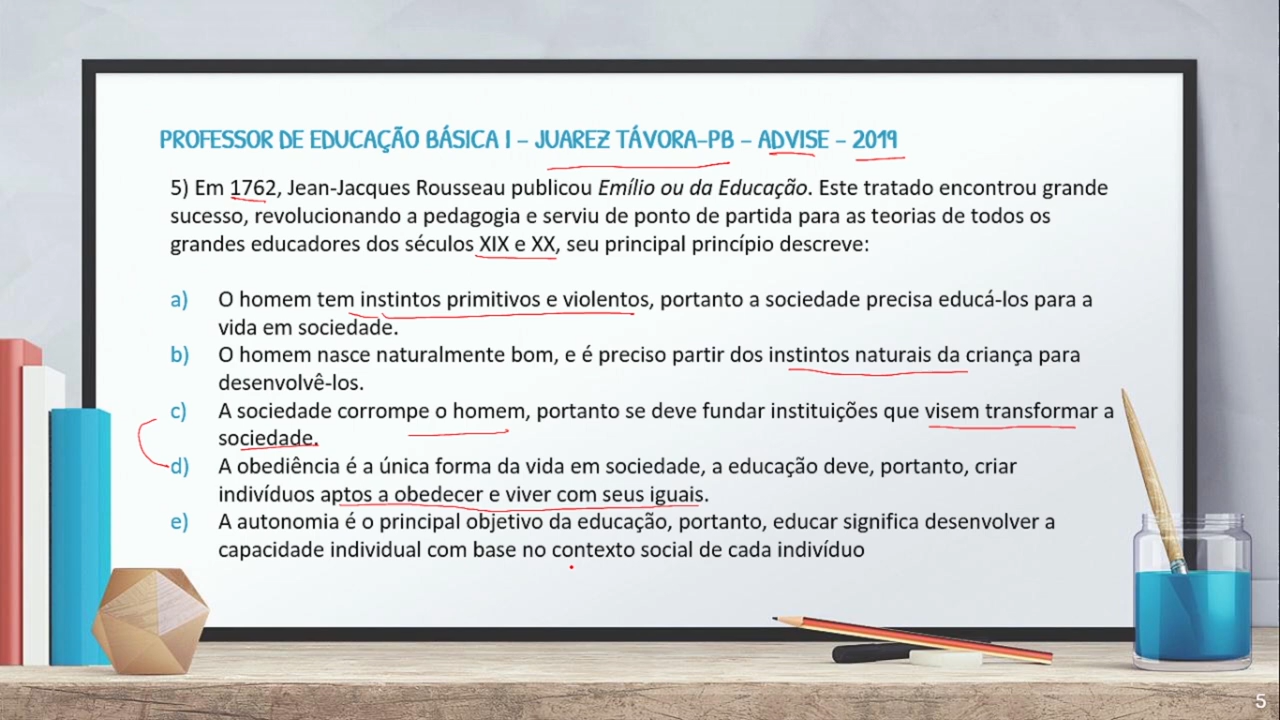 PROFESSOR DE EDUCAÇÃO BÁSICA I – JUAREZ TÁVORA-PB – ADVISE – 2019
5) Em 1762, Jean-Jacques Rousseau publicou Emílio ou da Educação. Este tratado encontrou grande
sucesso, revolucionando a pedagogia e serviu de ponto de partida para as teorias de todos os
grandes educadores dos séculos XIX e XX, seu principal princípio descreve:
a) O homem tem instintos primitivos e violentos, portanto a sociedade precisa educá-los para a
vida em sociedade.
b) O homem nasce naturalmente bom, e é preciso partir dos instintos naturais da criança para
desenvolvê-los.
c) A sociedade corrompe o homem, portanto se deve fundar instituições que visem transformar a
sociedade.
d) A obediência é a única forma da vida em sociedade, a educação deve, portanto, criar
indivíduos aptos a obedecer e viver com seus iguais.
e) A autonomia é o principal objetivo da educação, portanto, educar significa desenvolver a
capacidade individual com base no contexto social de cada indivíduo
5